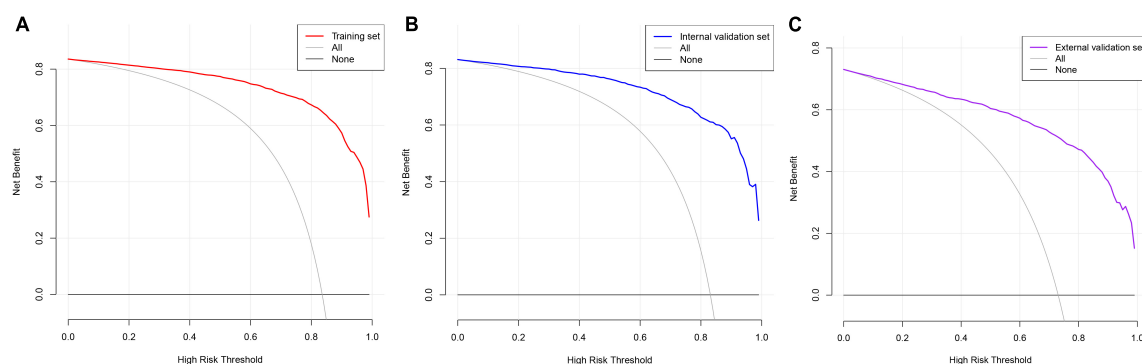 A
Training set
All
None
Net Benefit
0.8
0.6
0.4
0.2
0.0
0.0 0.2 0.4 0.6 0.8 1.0
High Risk Threshold
B
Internal validation set
All
None
Net Benefit
0.8
0.6
0.4
0.2
0.0
0.0 0.2 0.4 0.6 0.8 1.0
High Risk Threshold
C
External validation se
All
None
Net Benefit
0.8
0.6
0.4
0.2
0.0
0.0 0.2 0.4 0.6 0.8 1.0
High Risk Threshold